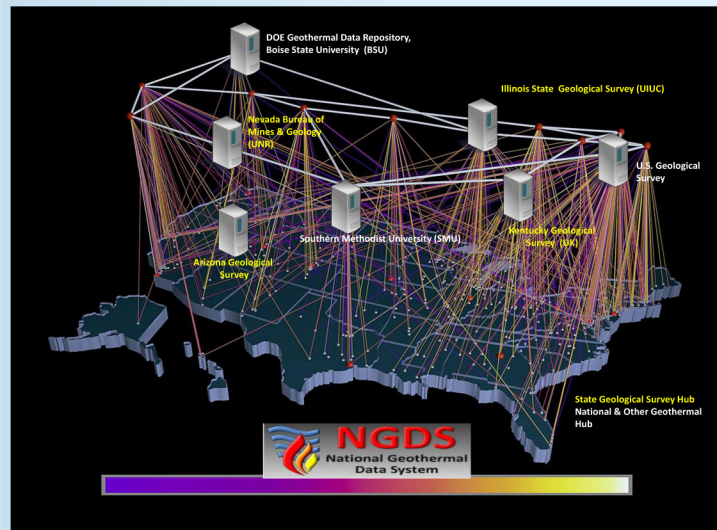 DOE Geothermal Data Repository,
Boise State University (BSU)
Illinois State Geological Survey (UIUC)
Nevada Bureau of
Mines & Geology
(UNR)
U.S. Geological
Survey
Southern Methodist University (SMU)
Kentucky Geological
Survey (UK)
Arizona Geological
Survey
State Geological Survey Hub
National & Other Geothermal
Hub
NGDS
National Geothermal
Data System